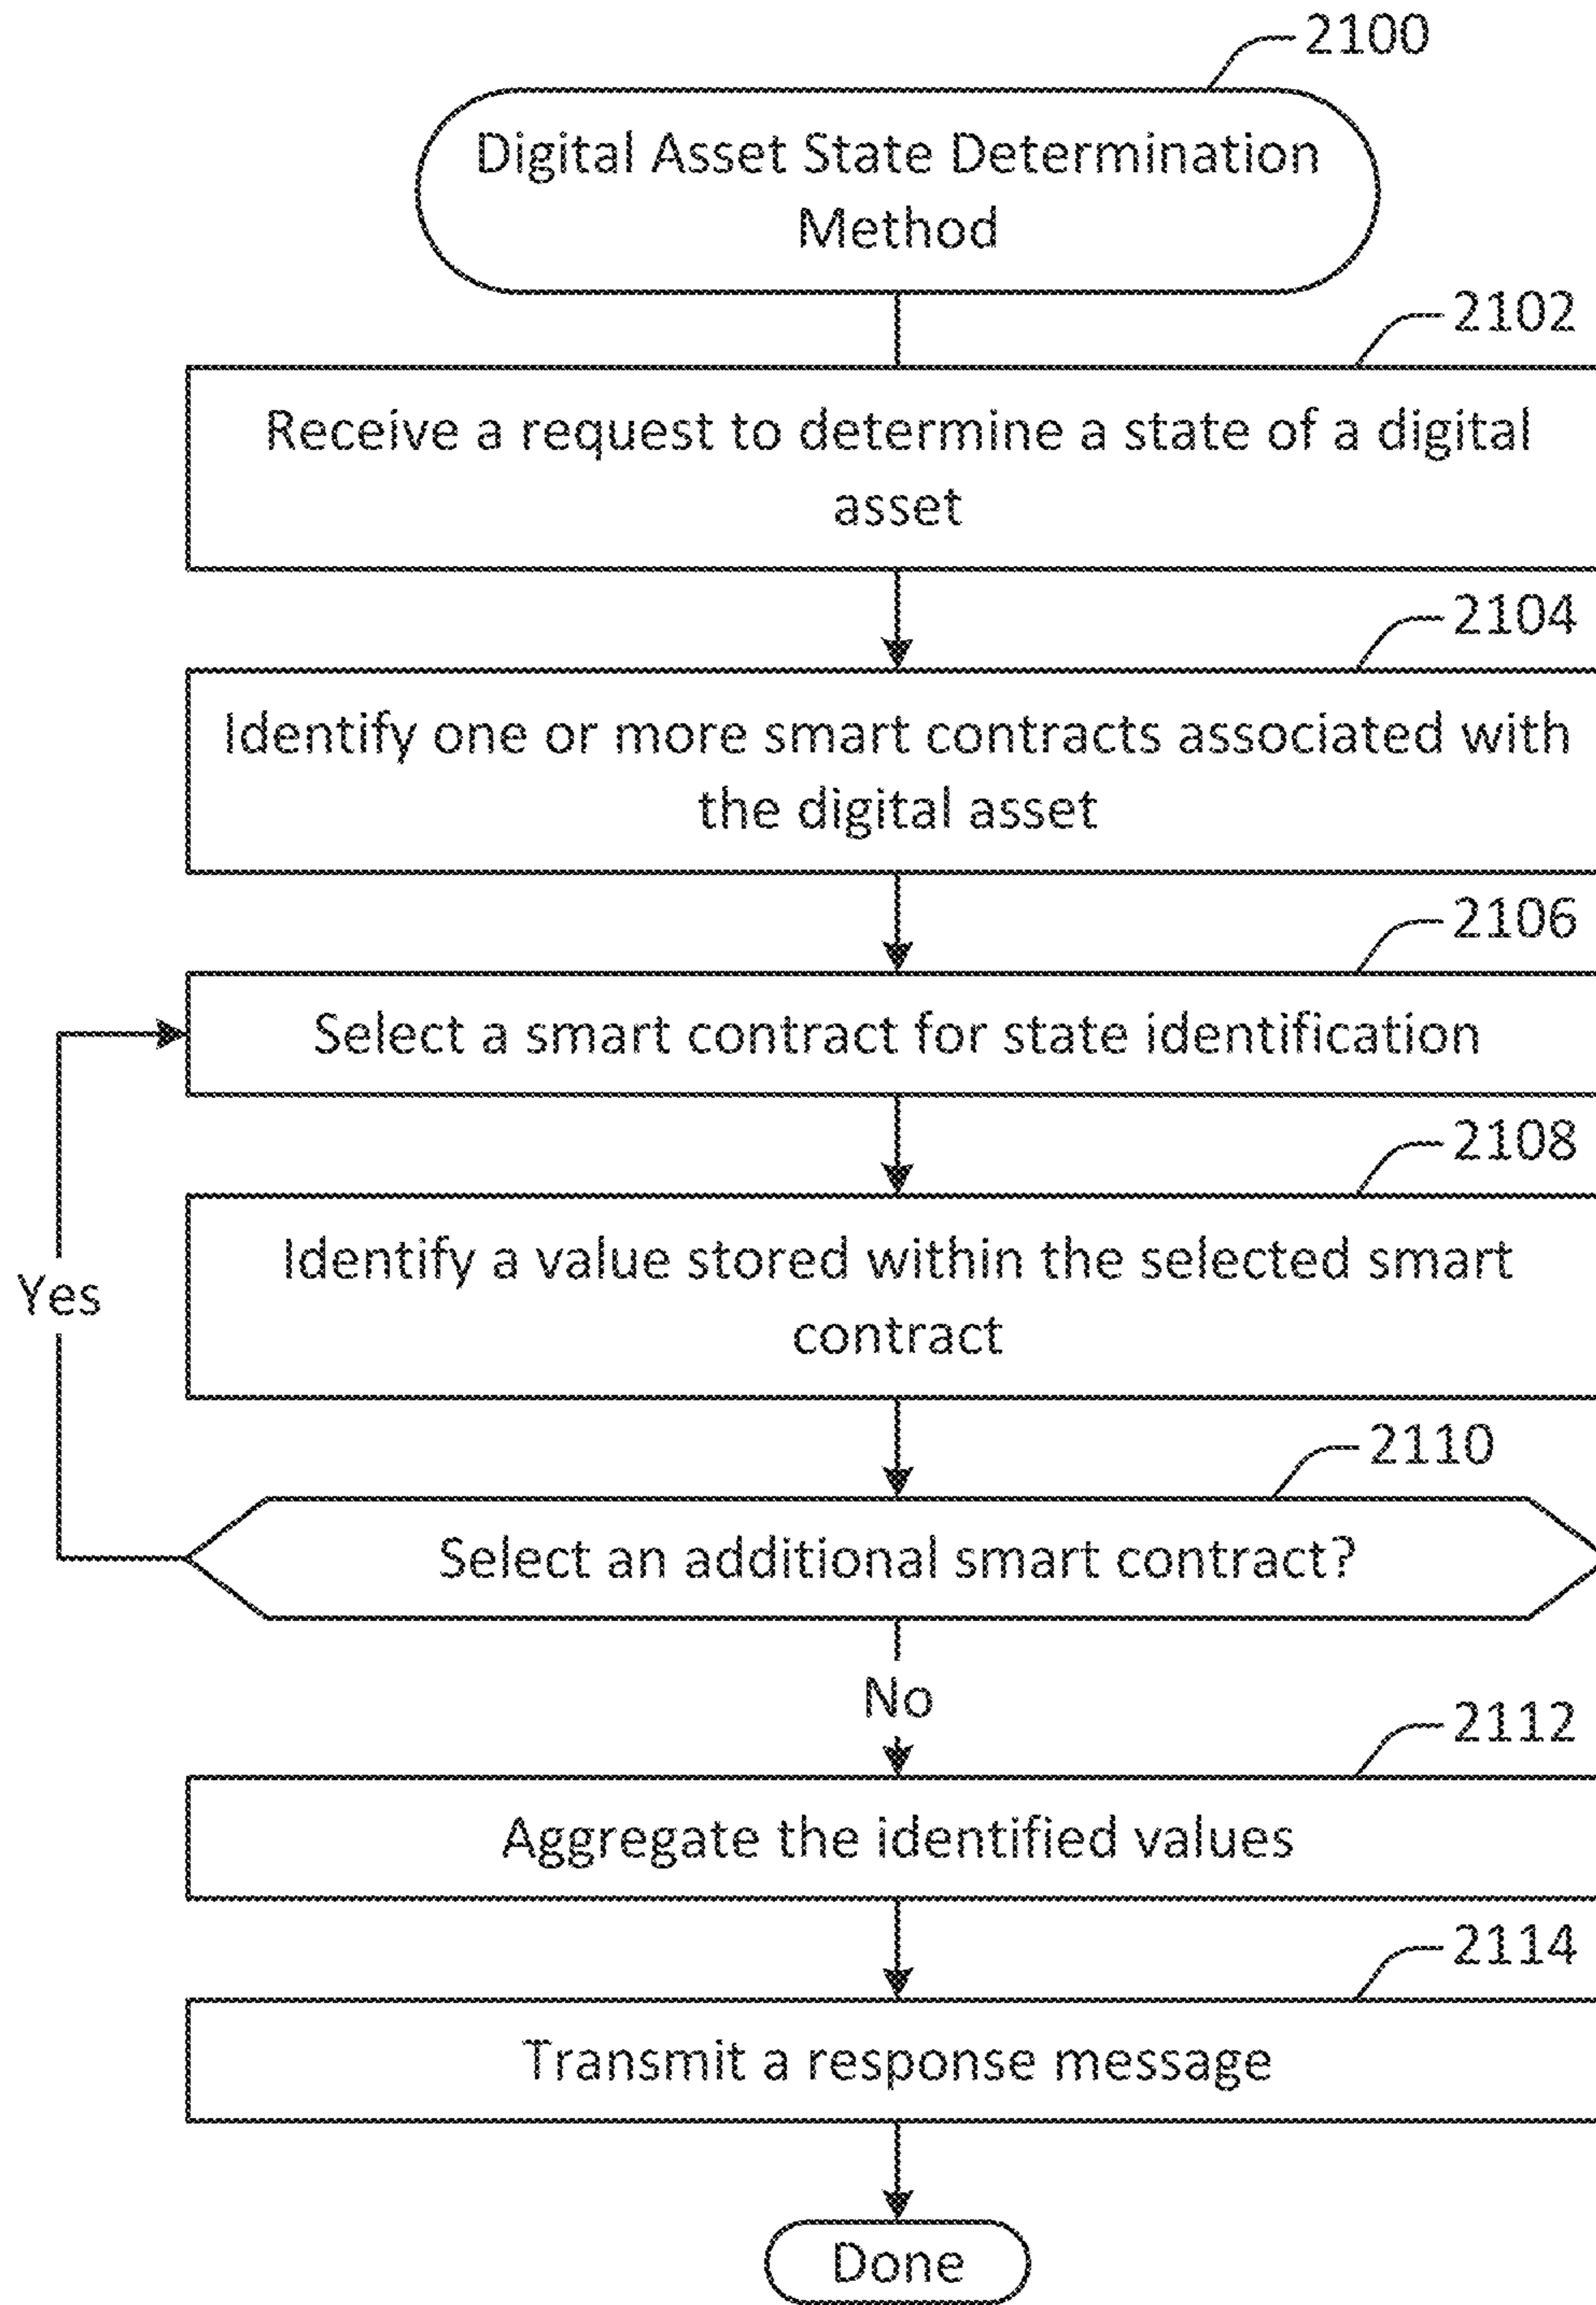 2100
Digital Asset State Determination
Method
2102
Receive a request to determine a state of a digital
asset
2104
Identify one or more smart contracts associated with
the digital asset
2106
Select a smart contract for state identification
2108
Identify a value stored within the selected smart
contract
Yes
2110
Select an additional smart contract?
No
2112
Aggregate the identified values
2114
Transmit a response message
Done